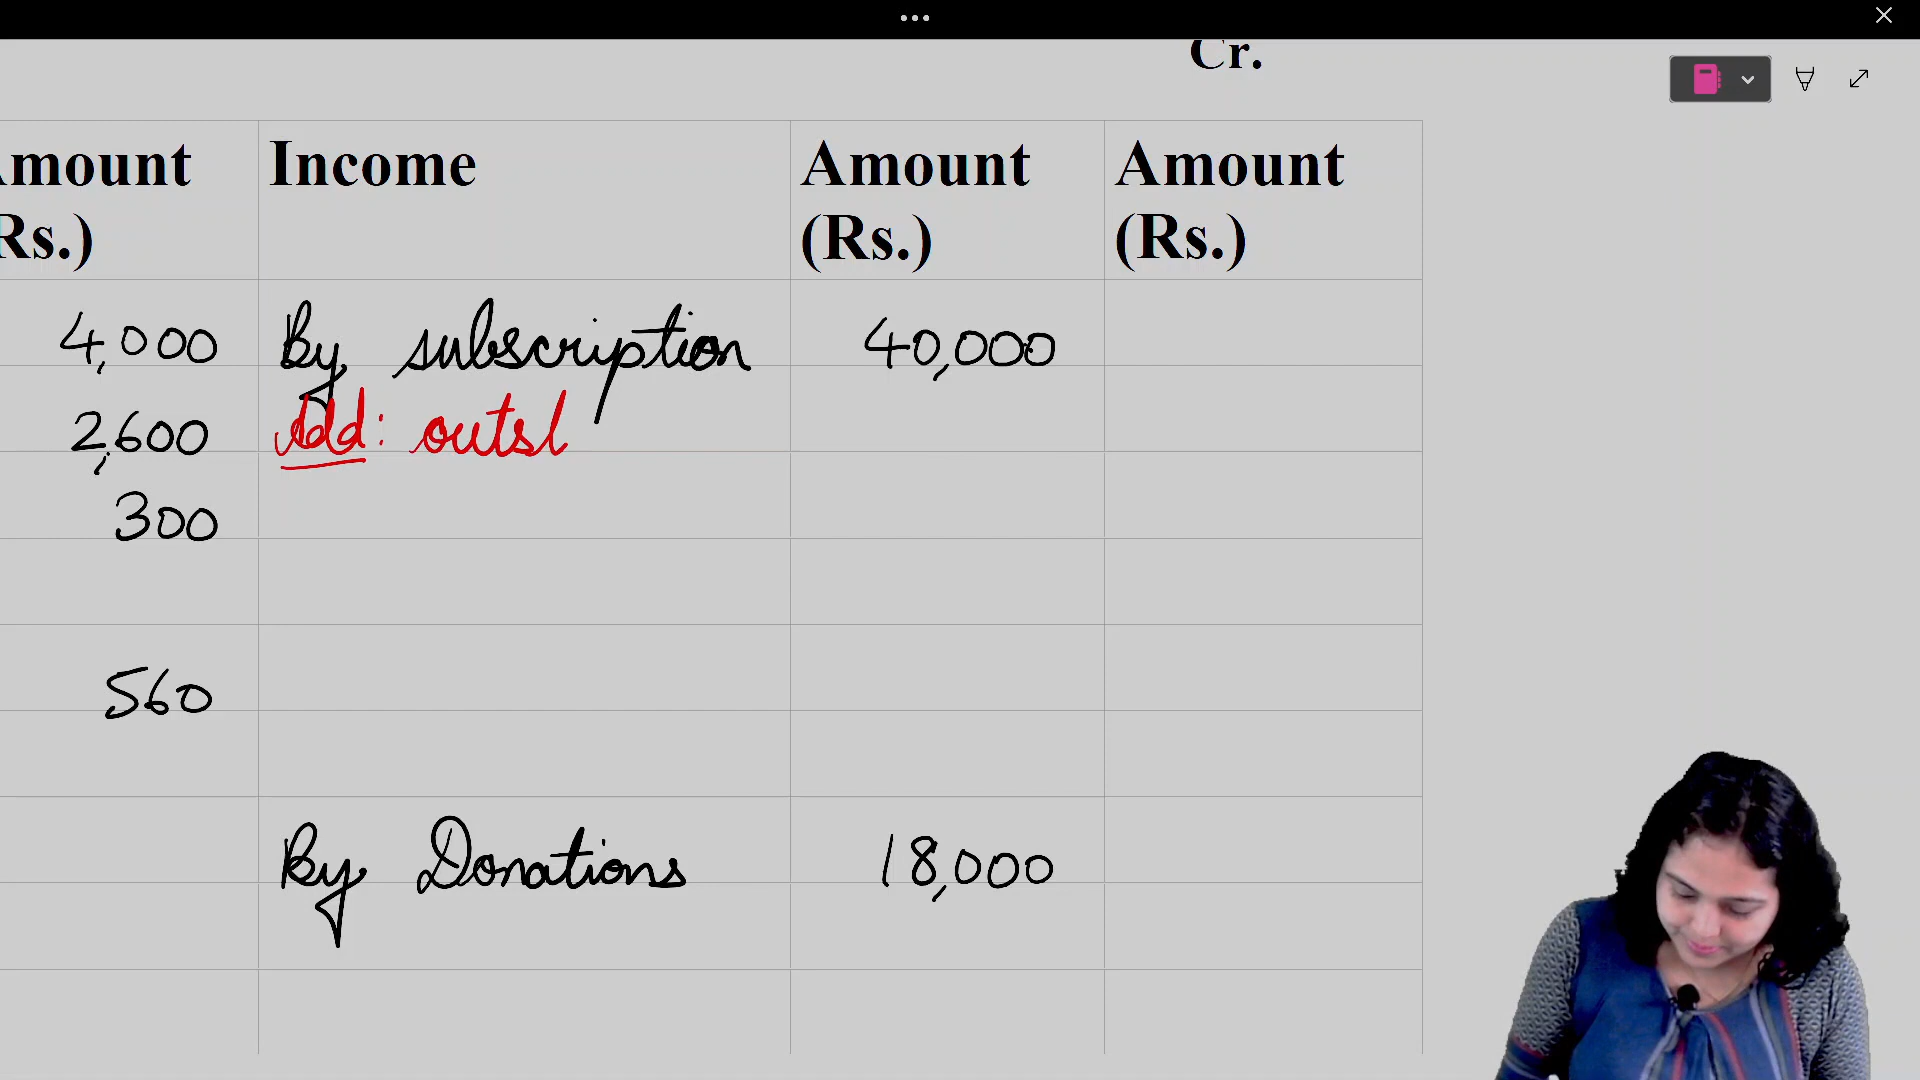 Cr.
Amount Income Amount Amount
(Rs.) (Rs.) (Rs.)
4,000 By subscription 40,000
2,600 Add: outst
300
560
By Donations 18,000